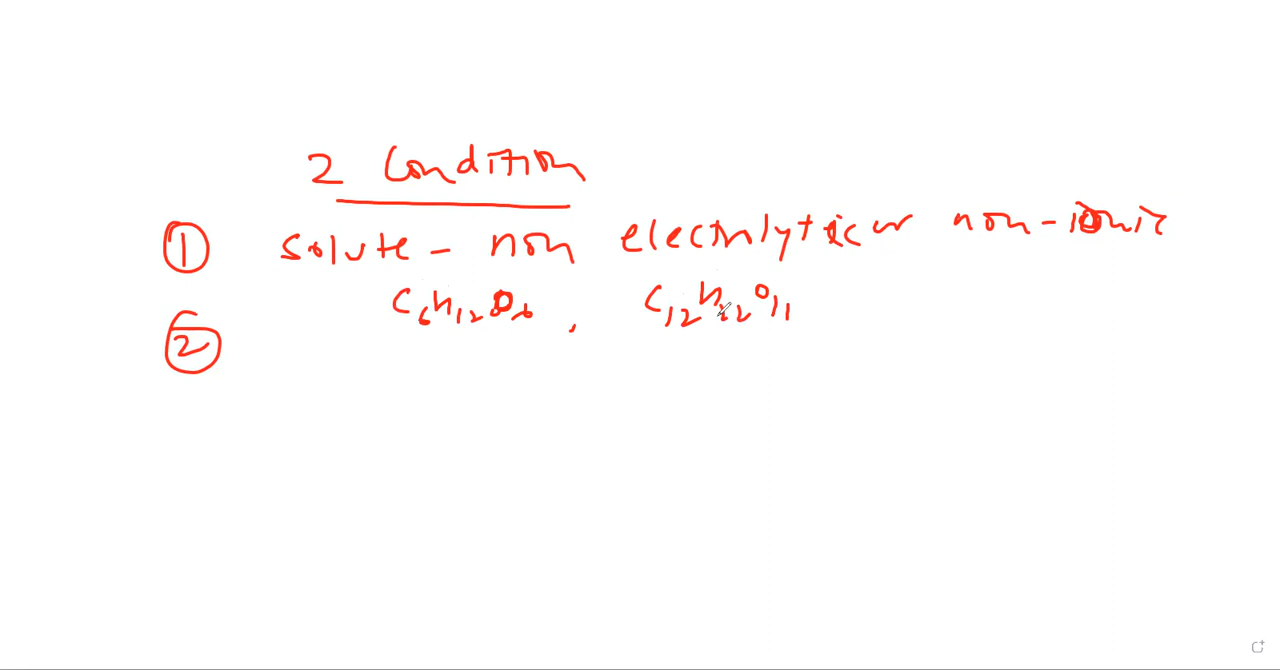 2 Condition
① solute - non electrolytic or non-ionic
C₆H₁₂O₆, C₁₂H₂₂O₁₁
②